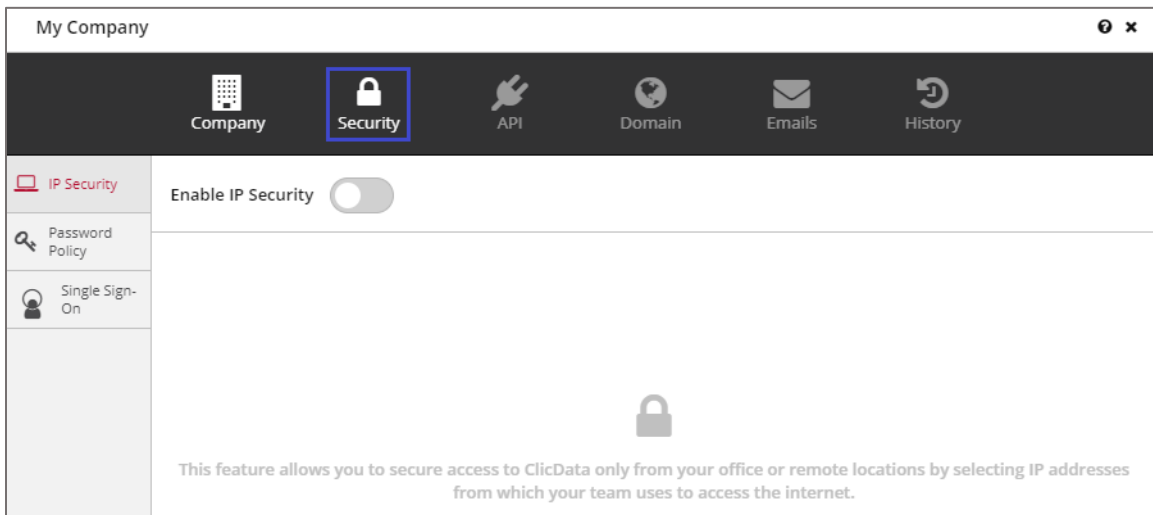 My Company
Company
Security
API
Domain
Emails
History
IP Security
Password
Policy
Single Sign-
On
Enable IP Security
This feature allows you to secure access to ClicData only from your office or remote locations by selecting IP addresses
from which your team uses to access the internet.